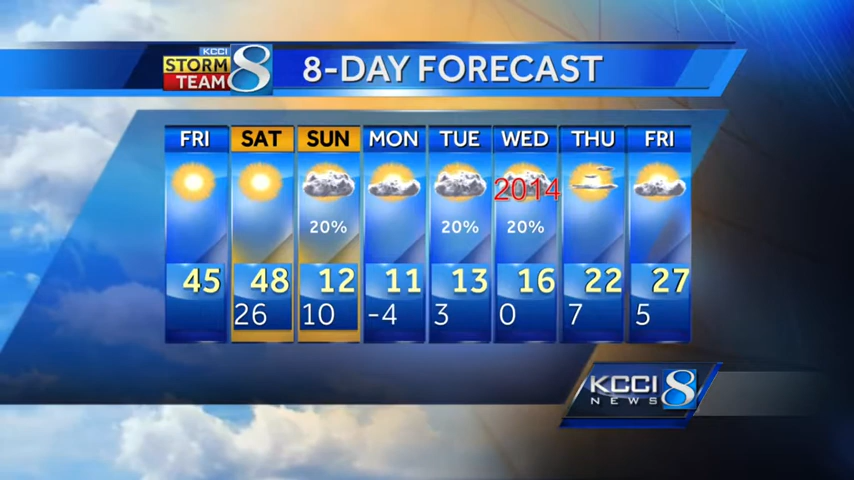 KCCI
STORM
TEAM 8
8-DAY FORECAST
FRI SAT SUN MON TUE WED THU FRI
2014
20% 20% 20%
45 48 12 11 13 16 22 27
26 10 -4 3 0 7 5
KCCI 8
NEWS